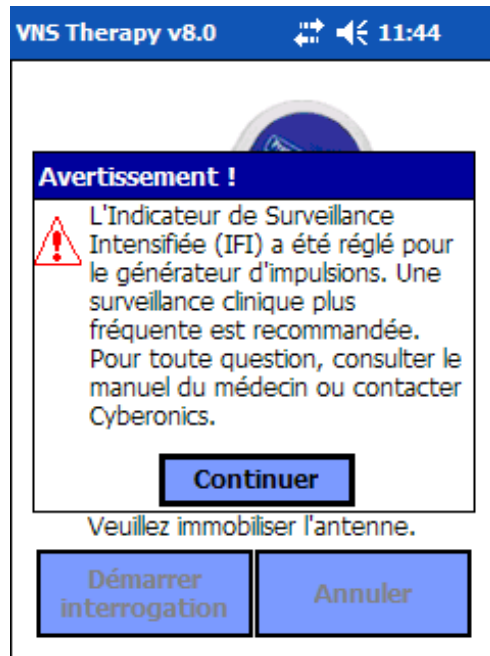 VNS Therapy v8.0 11:44
Avertissement !
L'Indicateur de Surveillance
Intensifiée (IFI) a été réglé pour
le générateur d'impulsions. Une
surveillance clinique plus
fréquente est recommandée.
Pour toute question, consulter le
manuel du médecin ou contacter
Cyberonics.
Continuer
Veuillez immobiliser l'antenne.
Démarrer
interrogation
Annuler